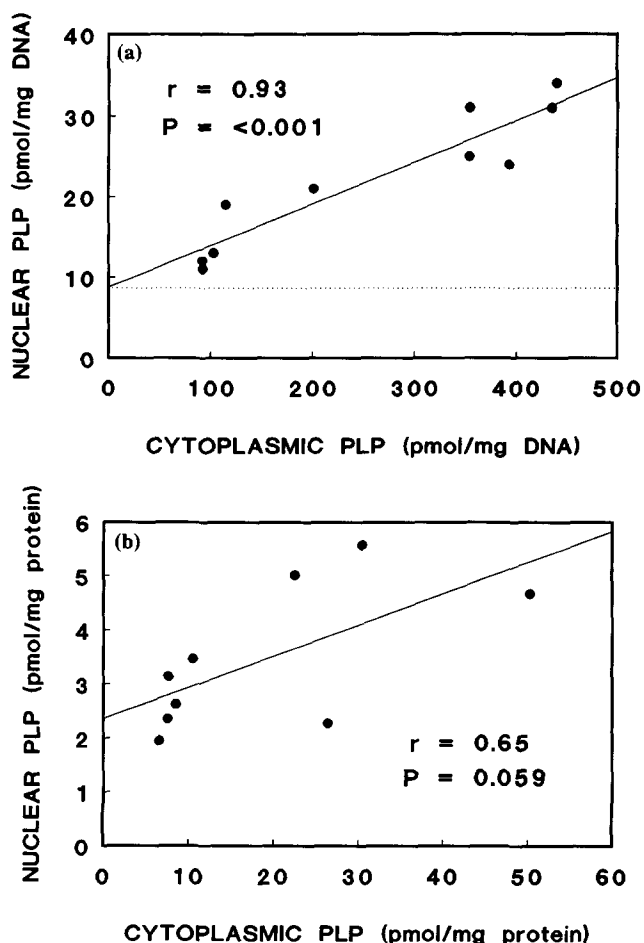 (a)
r = 0.93
P = <0.001
NUCLEAR PLP (pmol/mg DNA)
40
30
20
10
0
0 100 200 300 400 500
CYTOPLASMIC PLP (pmol/mg DNA)
(b)
NUCLEAR PLP (pmol/mg protein)
6
5
4
3
2
1
0
r = 0.65
P = 0.059
0 10 20 30 40 50 60
CYTOPLASMIC PLP (pmol/mg protein)